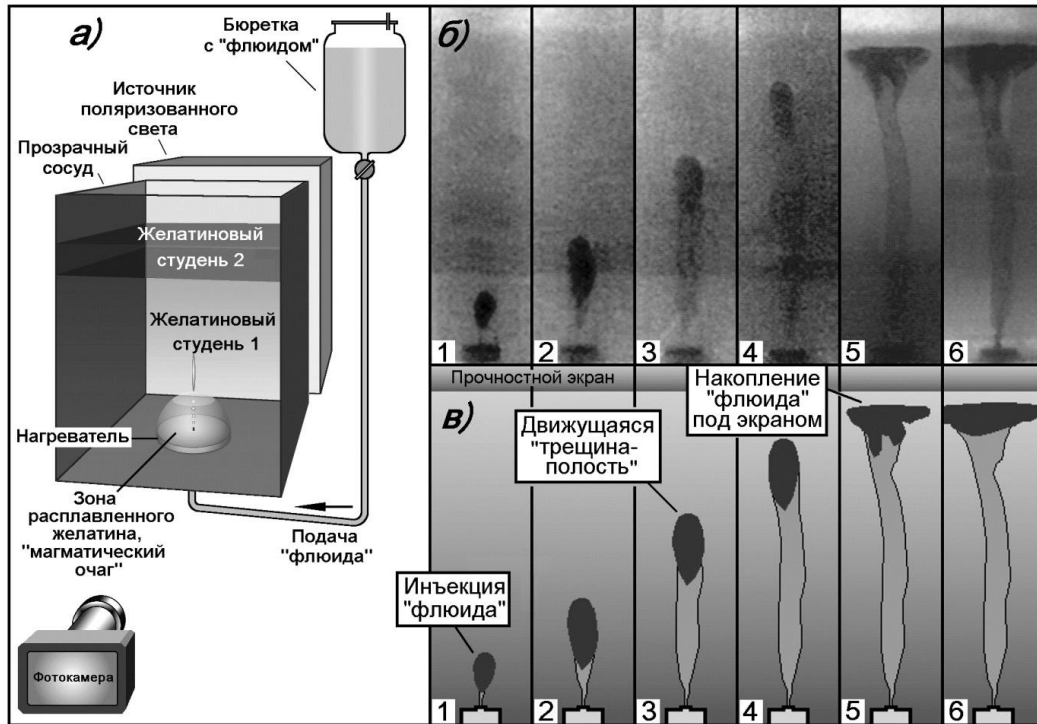 а)
Бюретка
с "флюидом"
Источник
поляризованного
света
Прозрачный
сосуд
Желатиновый
студень 2
Желатиновый
студень 1
Нагреватель
Зона
расплавленного
желатина,
"магматический
очаг"
Подача
"флюида"
Фотокамера
б)
1
2
3
4
5
6
Прочностной экран
в)
Инъекция
"флюида"
Движущаяся
"трещина-
полость"
Накопление
"флюида"
под экраном
1
2
3
4
5
6